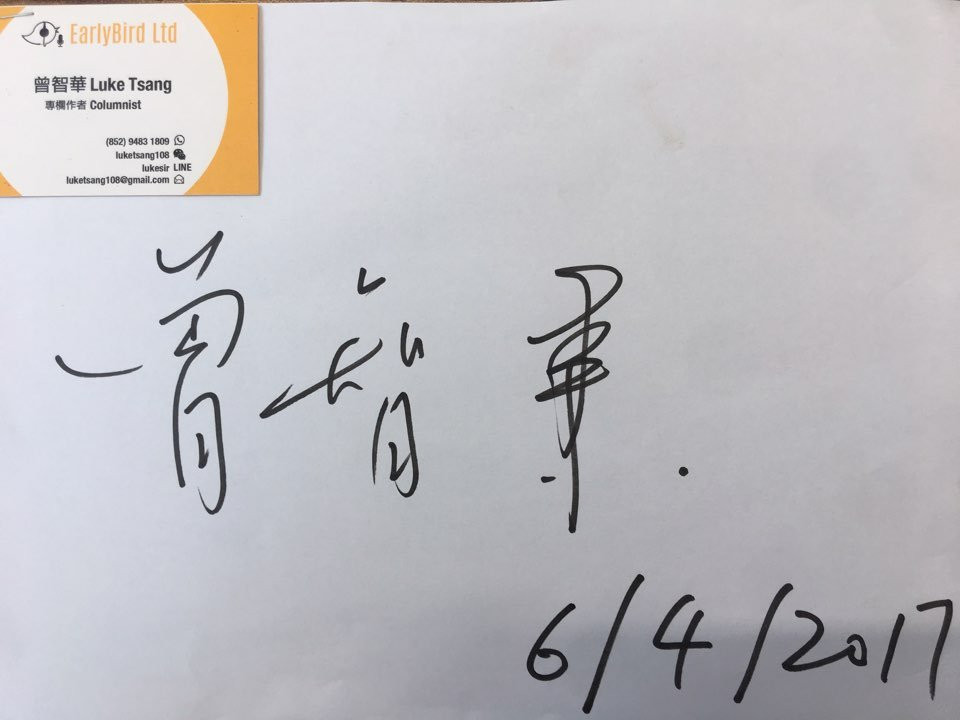 EarlyBird Ltd
曾智華 Luke Tsang
專欄作者 Columnist
(852) 9483 1809
luketsang108
lukesir LINE
luketsang108@gmail.com
曾智華.
6/4/2017